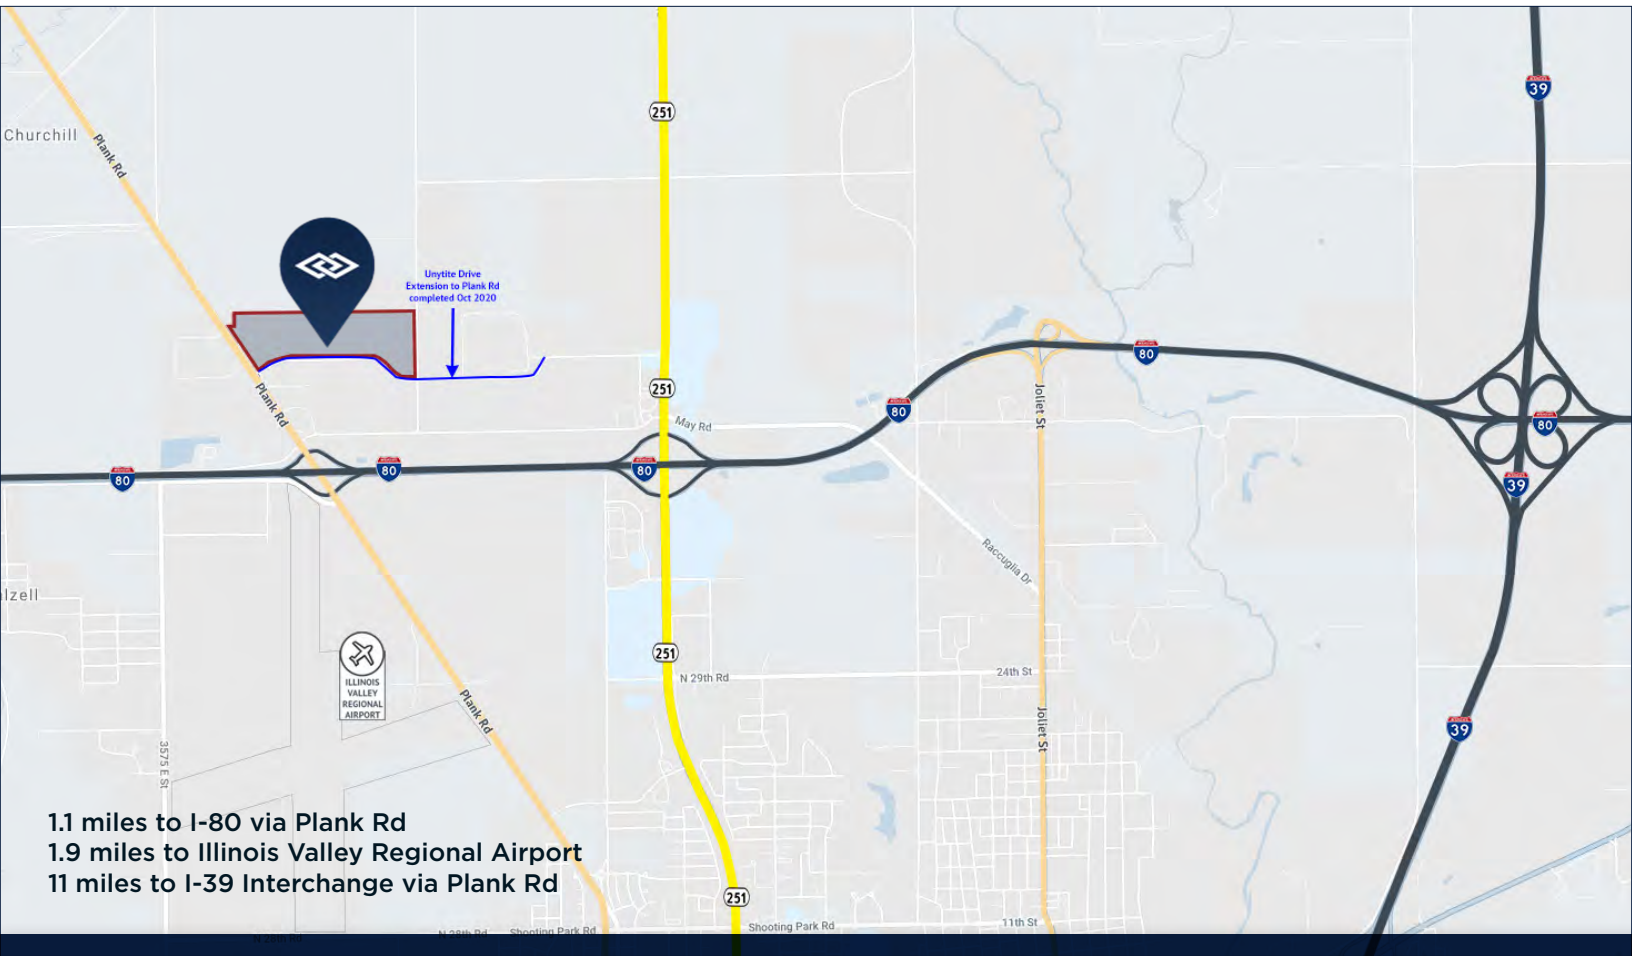 39
251
Churchill
Plank Rd
Unytite Drive
Extension to Plank Rd
completed Oct 2020
80
251
Joliet St
80
Plank Rd
May Rd
80
39
80
80
80
Raccuglia Dr
lzell
251
24th St
N 29th Rd
ILLINOIS
VALLEY
REGIONAL
AIRPORT
Plank Rd
Joliet St
39
3575 E St
1.1 miles to I-80 via Plank Rd
1.9 miles to Illinois Valley Regional Airport
11 miles to I-39 Interchange via Plank Rd
251
11th St
Shooting Park Rd
Shooting Park Rd
N 28th Rd
N 28th Rd